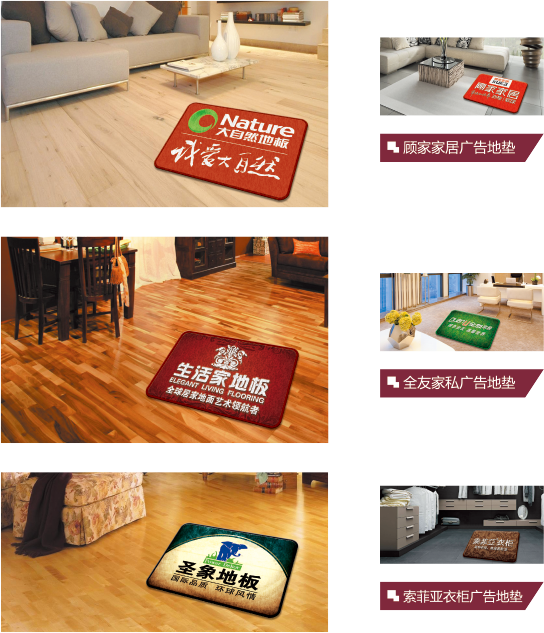 Nature
大自然地板
我爱大自然
顾家家居
顾家家居广告地垫
生活家地板
ELEGANT LIVING FLOORING
全球居家地面艺术领航者
全友家私广告地垫
圣象地板
国际品质 环球风情
索菲亚衣柜
索菲亚衣柜广告地垫